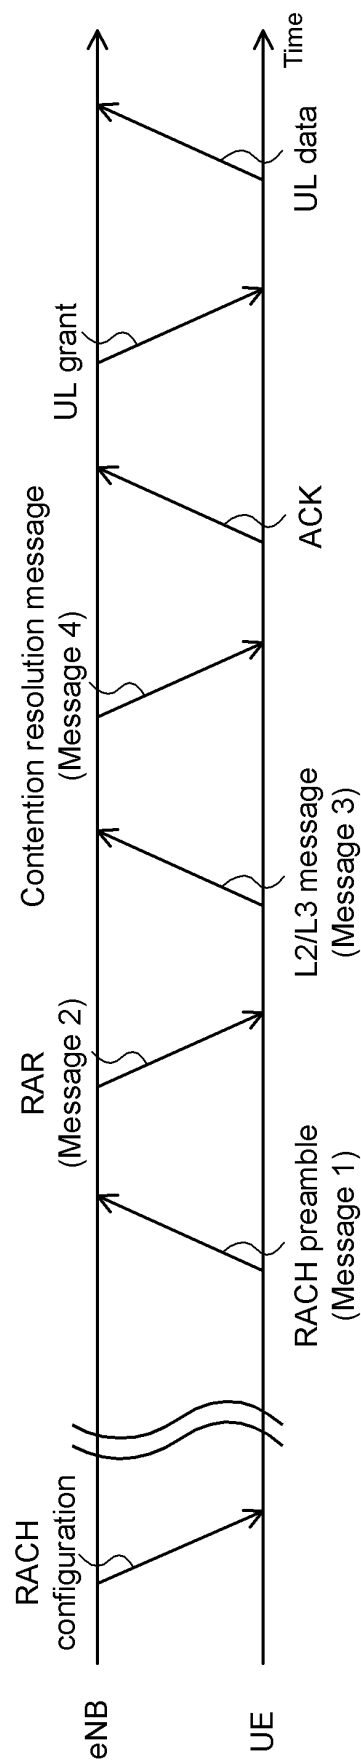 eNB
UE
RACH
configuration
RACH preamble
(Message 1)
RAR
(Message 2)
L2/L3 message
(Message 3)
Contention resolution message
(Message 4)
ACK
UL grant
UL data
Time